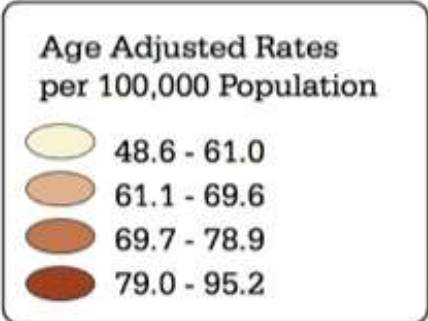 Age Adjusted Rates
per 100,000 Population
48.6 - 61.0
61.1 - 69.6
69.7 - 78.9
79.0 - 95.2